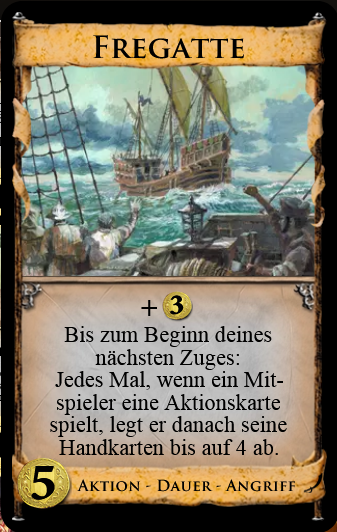 FREGATTE
+ 3
Bis zum Beginn deines
nächsten Zuges:
Jedes Mal, wenn ein Mit-
spieler eine Aktionskarte
spielt, legt er danach seine
Handkarten bis auf 4 ab.
5 AKTION - DAUER - ANGRIFF